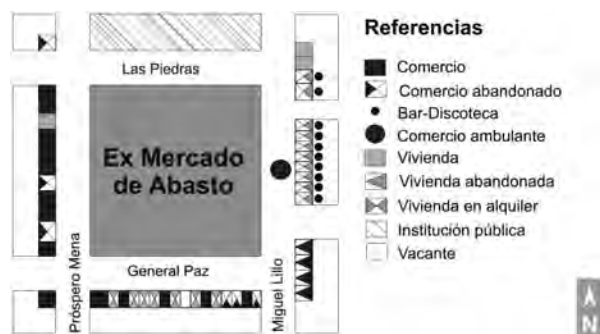 Las Piedras
Ex Mercado
de Abasto
General Paz
Próspero Mena
Miguel Lillo
Referencias
Comercio
Comercio abandonado
Bar-Discoteca
Comercio ambulante
Vivienda
Vivienda abandonada
Vivienda en alquiler
Institución pública
Vacante
N